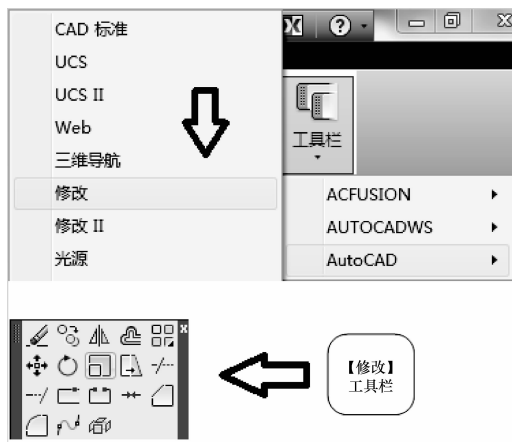 CAD 标准
UCS
UCS II
Web
三维导航
修改
修改 II
光源
工具栏
ACFUSION
AUTOCADWS
AutoCAD
【修改】
工具栏